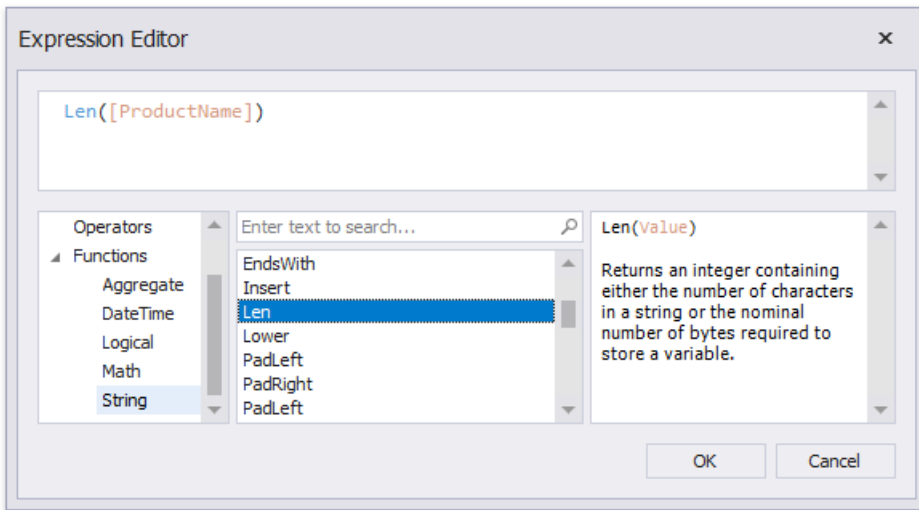 Expression Editor
Len([ProductName])
Operators
Functions
Aggregate
DateTime
Logical
Math
String
Enter text to search...
EndsWith
Insert
Len
Lower
PadLeft
PadRight
PadLeft
Len(Value)
Returns an integer containing
either the number of characters
in a string or the nominal
number of bytes required to
store a variable.
OK
Cancel